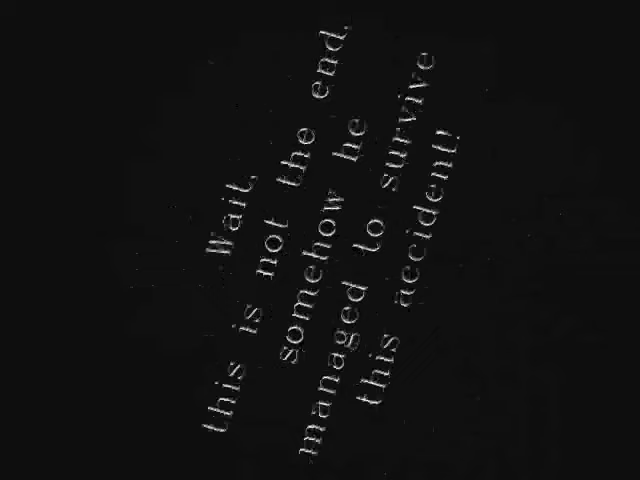 Wait,
this is not the end.
somehow he
managed to survive
this accident!